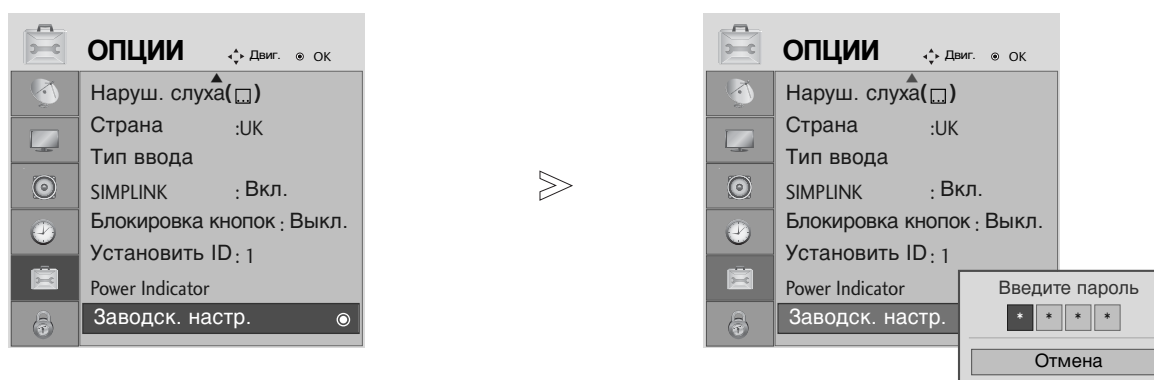 ОПЦИИ Двиг. ОК
Наруш. слуха( )
Страна :UK
Тип ввода
SIMPLINK : Вкл.
Блокировка кнопок : Выкл.
Установить ID : 1
Power Indicator
Заводск. настр.
ОПЦИИ Двиг. ОК
Наруш. слуха( )
Страна :UK
Тип ввода
SIMPLINK : Вкл.
Блокировка кнопок : Выкл.
Установить ID : 1
Power Indicator
Заводск. настр.
Введите пароль
* * * *
Отмена